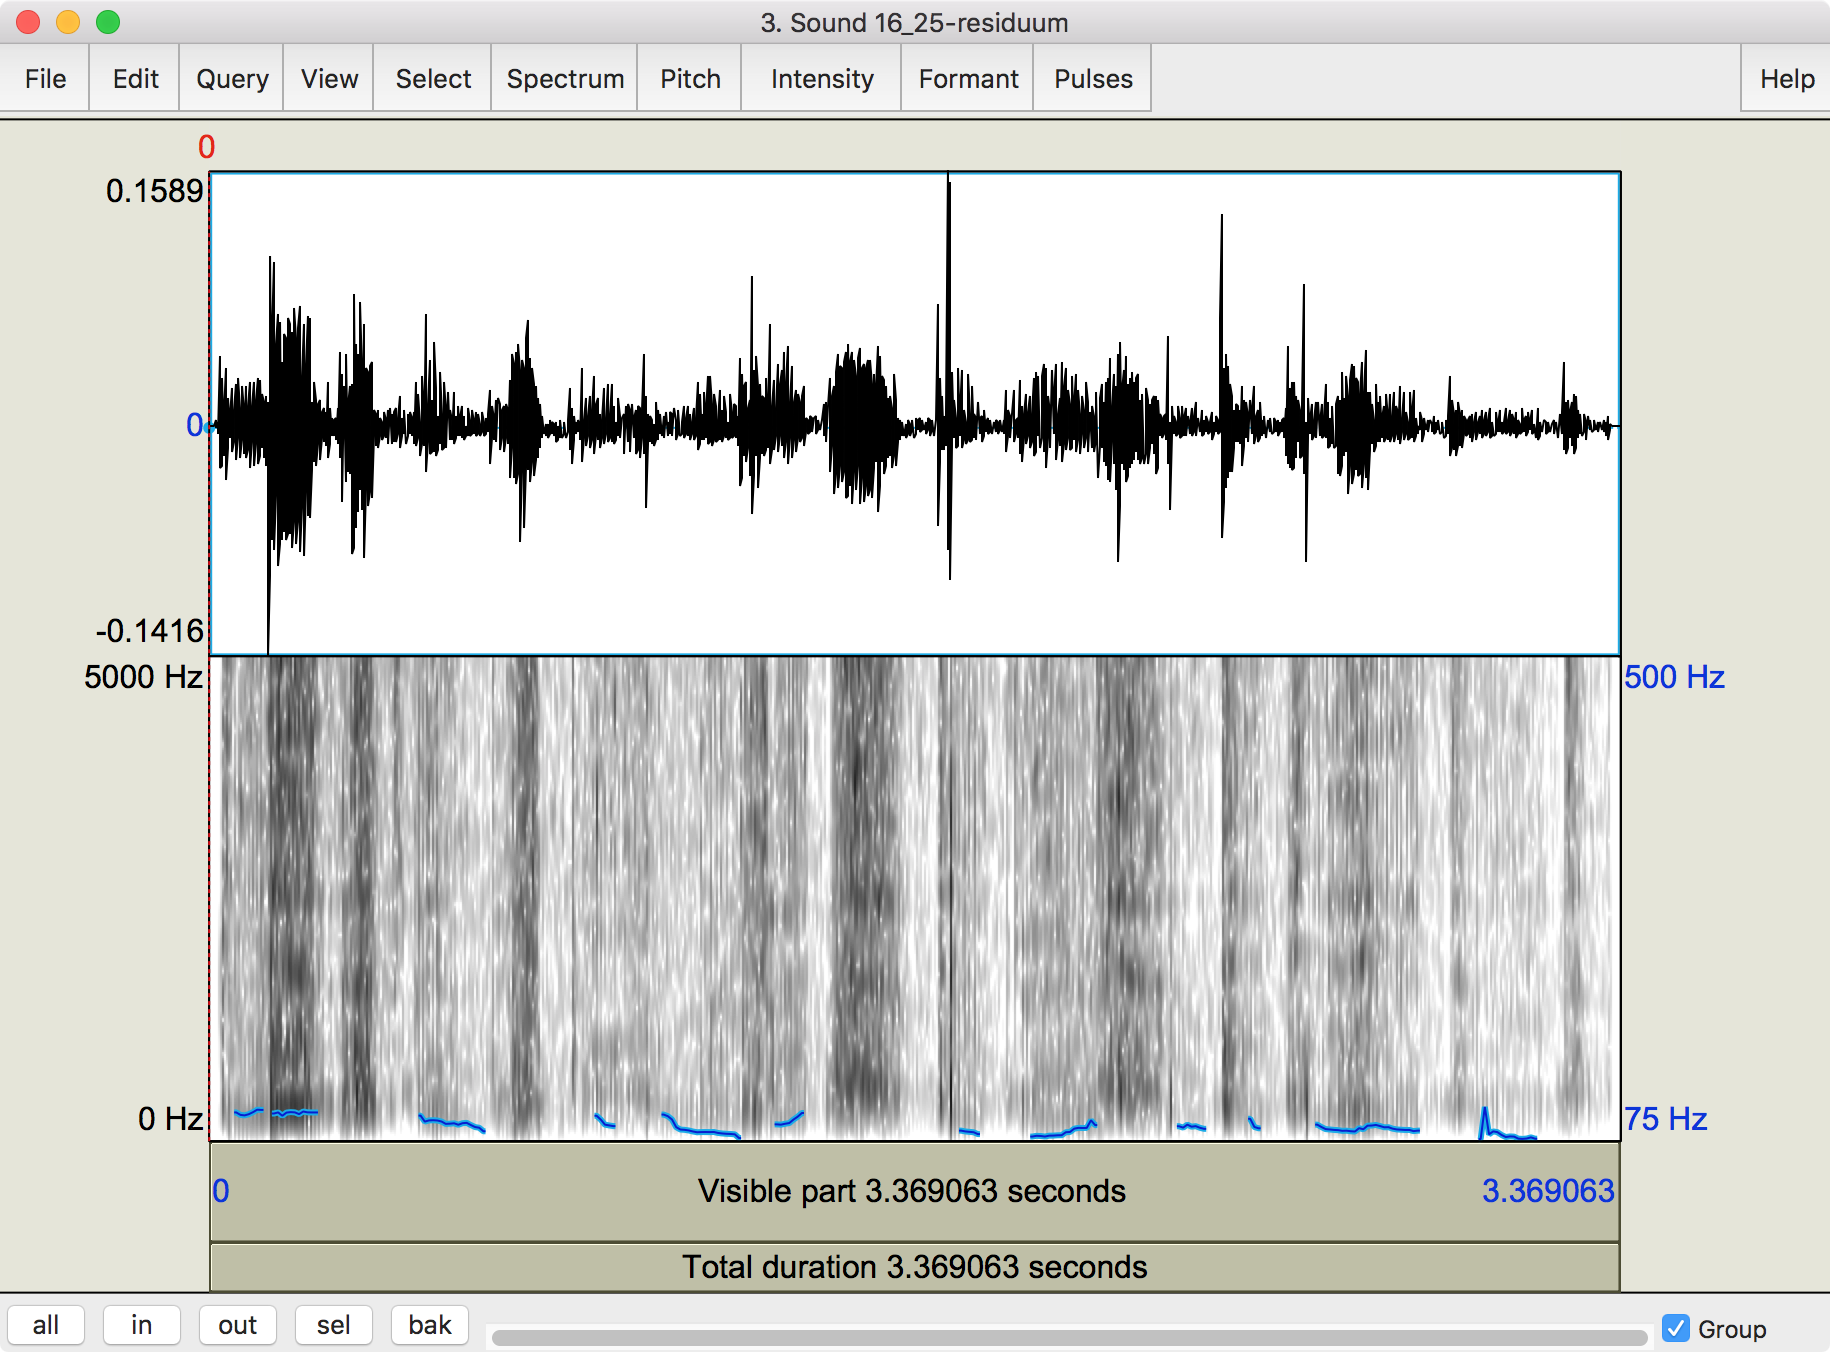 3. Sound 16_25-residuum
File Edit Query View Select Spectrum Pitch Intensity Formant Pulses Help
0
0.1589
0
-0.1416
5000 Hz 500 Hz
0 Hz 75 Hz
0 Visible part 3.369063 seconds 3.369063
Total duration 3.369063 seconds
all in out sel bak Group